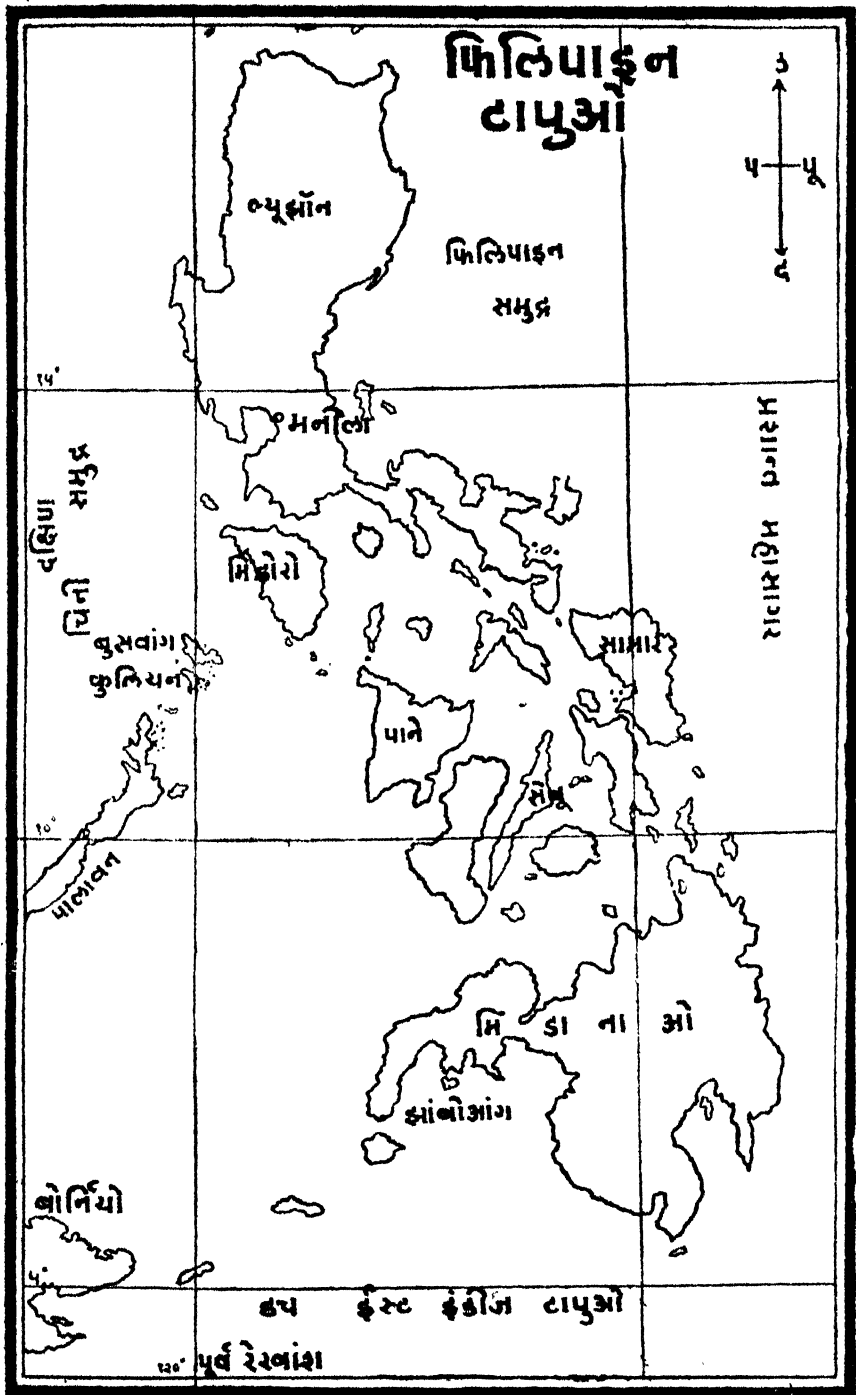 ફિલિપાઇન
ટાપુઓ
ઉ
પ
પૂ
દ
લ્યૂઝૉન
ફિલિપાઇન
સમુદ્ર
૧૫°
મનીલા
દક્ષિણ
ચિની
સમુદ્ર
પાસિફિક મહાસાગર
મિંડોરો
બુસવાંગ
કુલિયન
સામાર
પાને
સેબૂ
૧૦°
પાલાવન
મિંડાનાઓ
ઝાંબોઆંગ
બોર્નિયો
૫°
ડચ ઈસ્ટ ઈંડીઝ ટાપુઓ
૧૨૦° પૂર્વ રેખાંશ